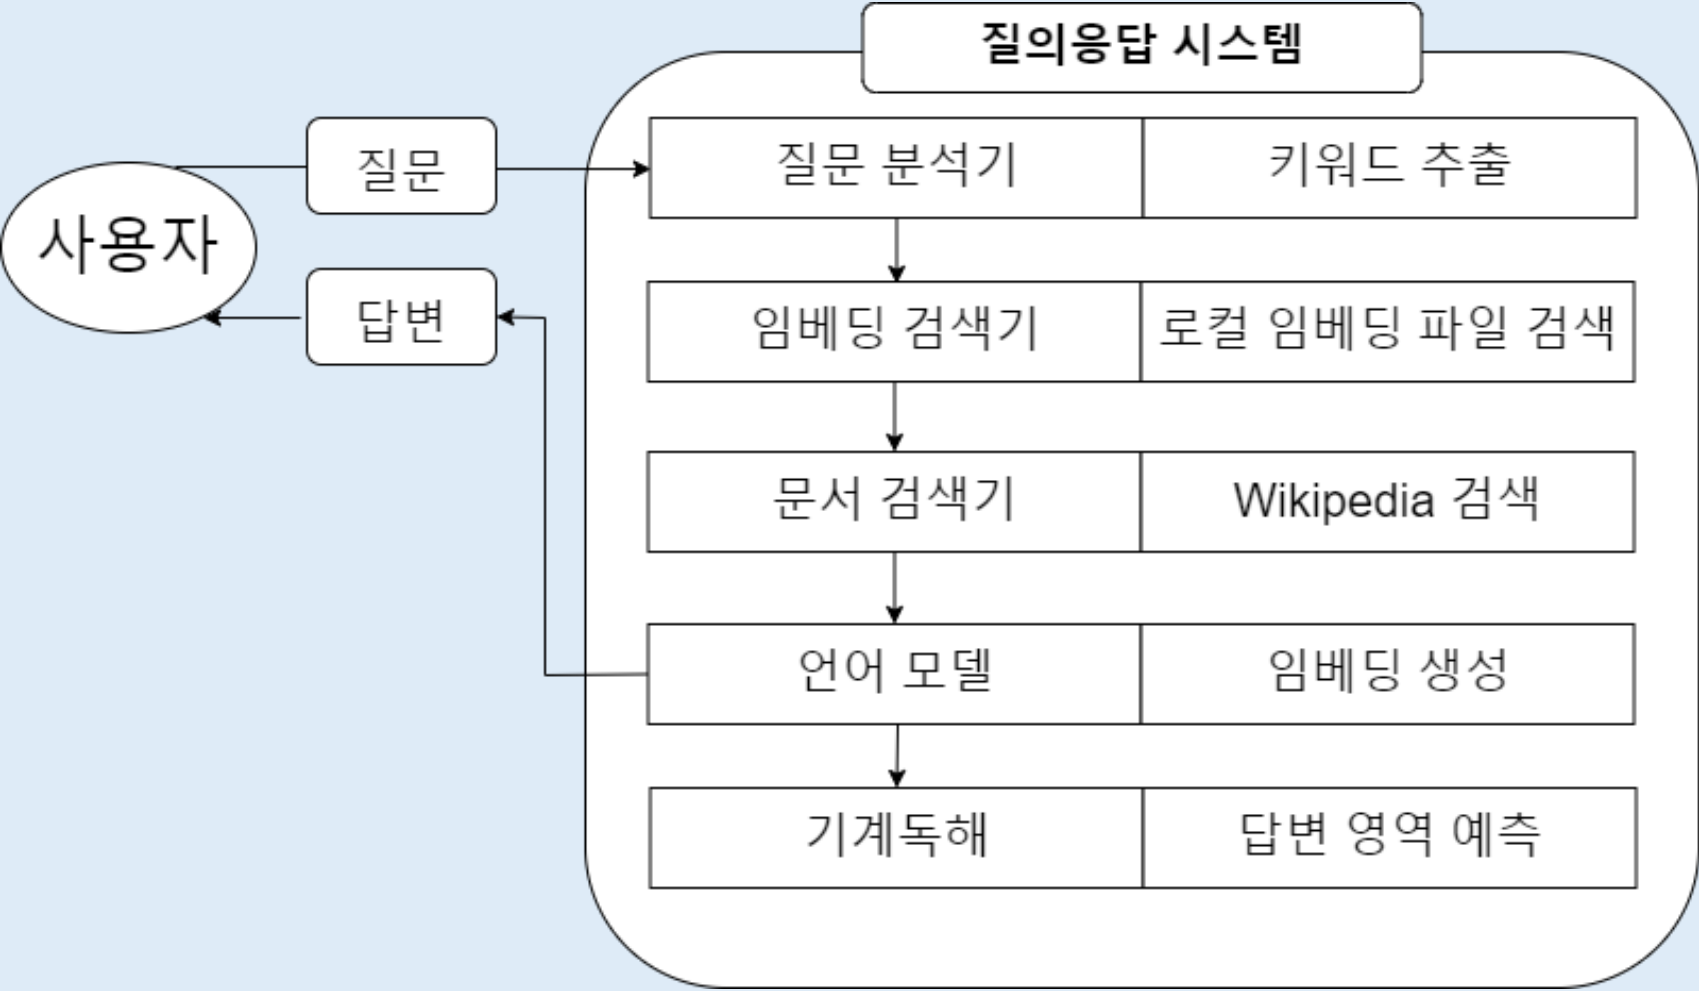 질의응답 시스템
질문
질문 분석기
키워드 추출
사용자
답변
임베딩 검색기
로컬 임베딩 파일 검색
문서 검색기
Wikipedia 검색
언어 모델
임베딩 생성
기계독해
답변 영역 예측